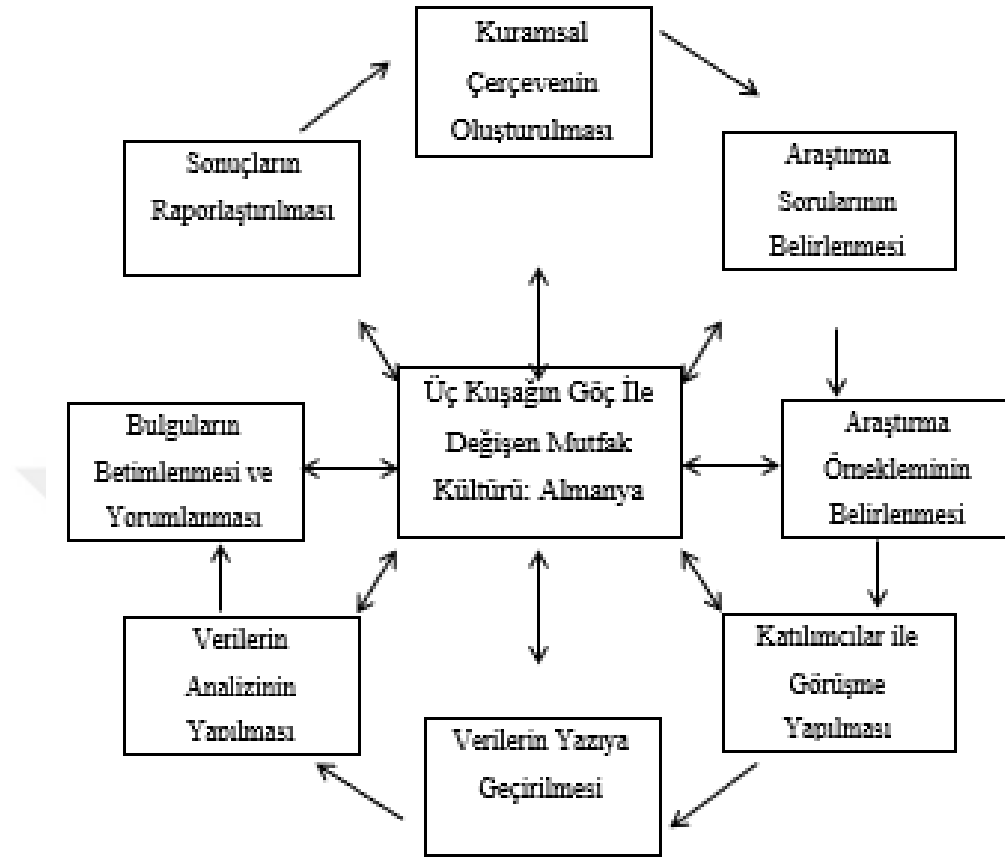 Kuramsal
Çerçevenin
Oluşturulması
Araştırma
Sorularının
Belirlenmesi
Araştırma
Örnekleminin
Belirlenmesi
Katılımcılar ile
Görüşme
Yapılması
Verilerin Yazıya
Geçirilmesi
Verilerin
Analizinin
Yapılması
Bulguların
Betimlenmesi ve
Yorumlanması
Sonuçların
Raporlaştırılması
Üç Kuşağın Göç İle
Değişen Mutfak
Kültürü: Almanya